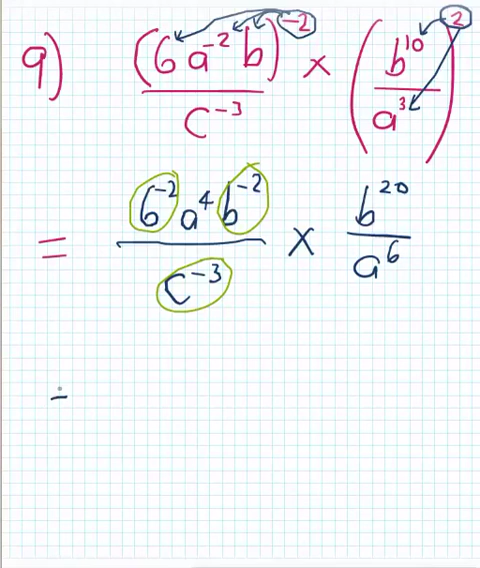 9) (6a⁻²b)⁻²/c⁻³ × (b¹⁰/a³)²
= 6⁻²a⁴b⁻²/c⁻³ × b²⁰/a⁶
=